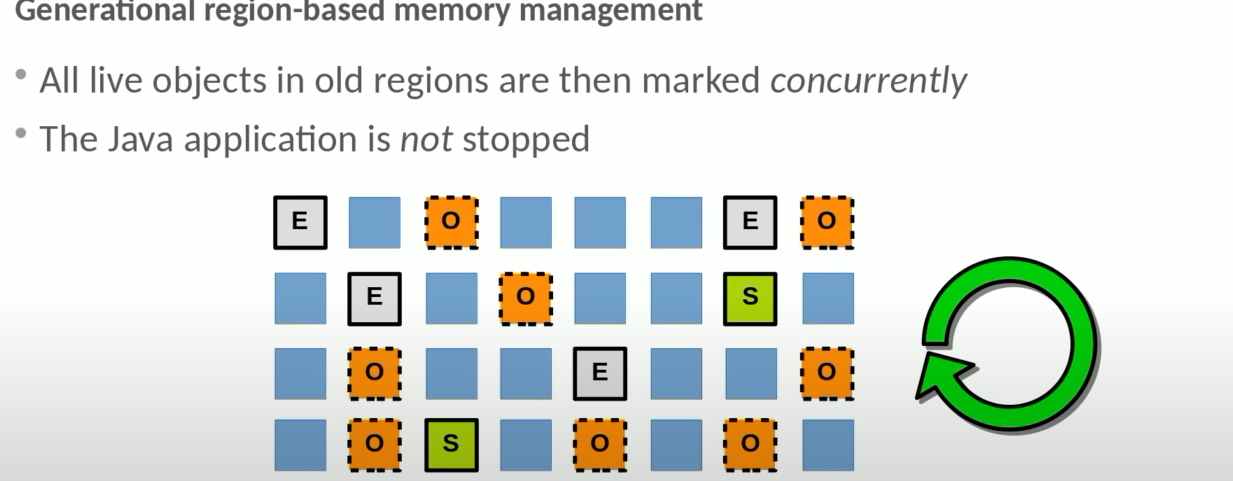 Generational region-based memory management
• All live objects in old regions are then marked concurrently
• The Java application is not stopped
E O E O
E O S
O E O
O S O O